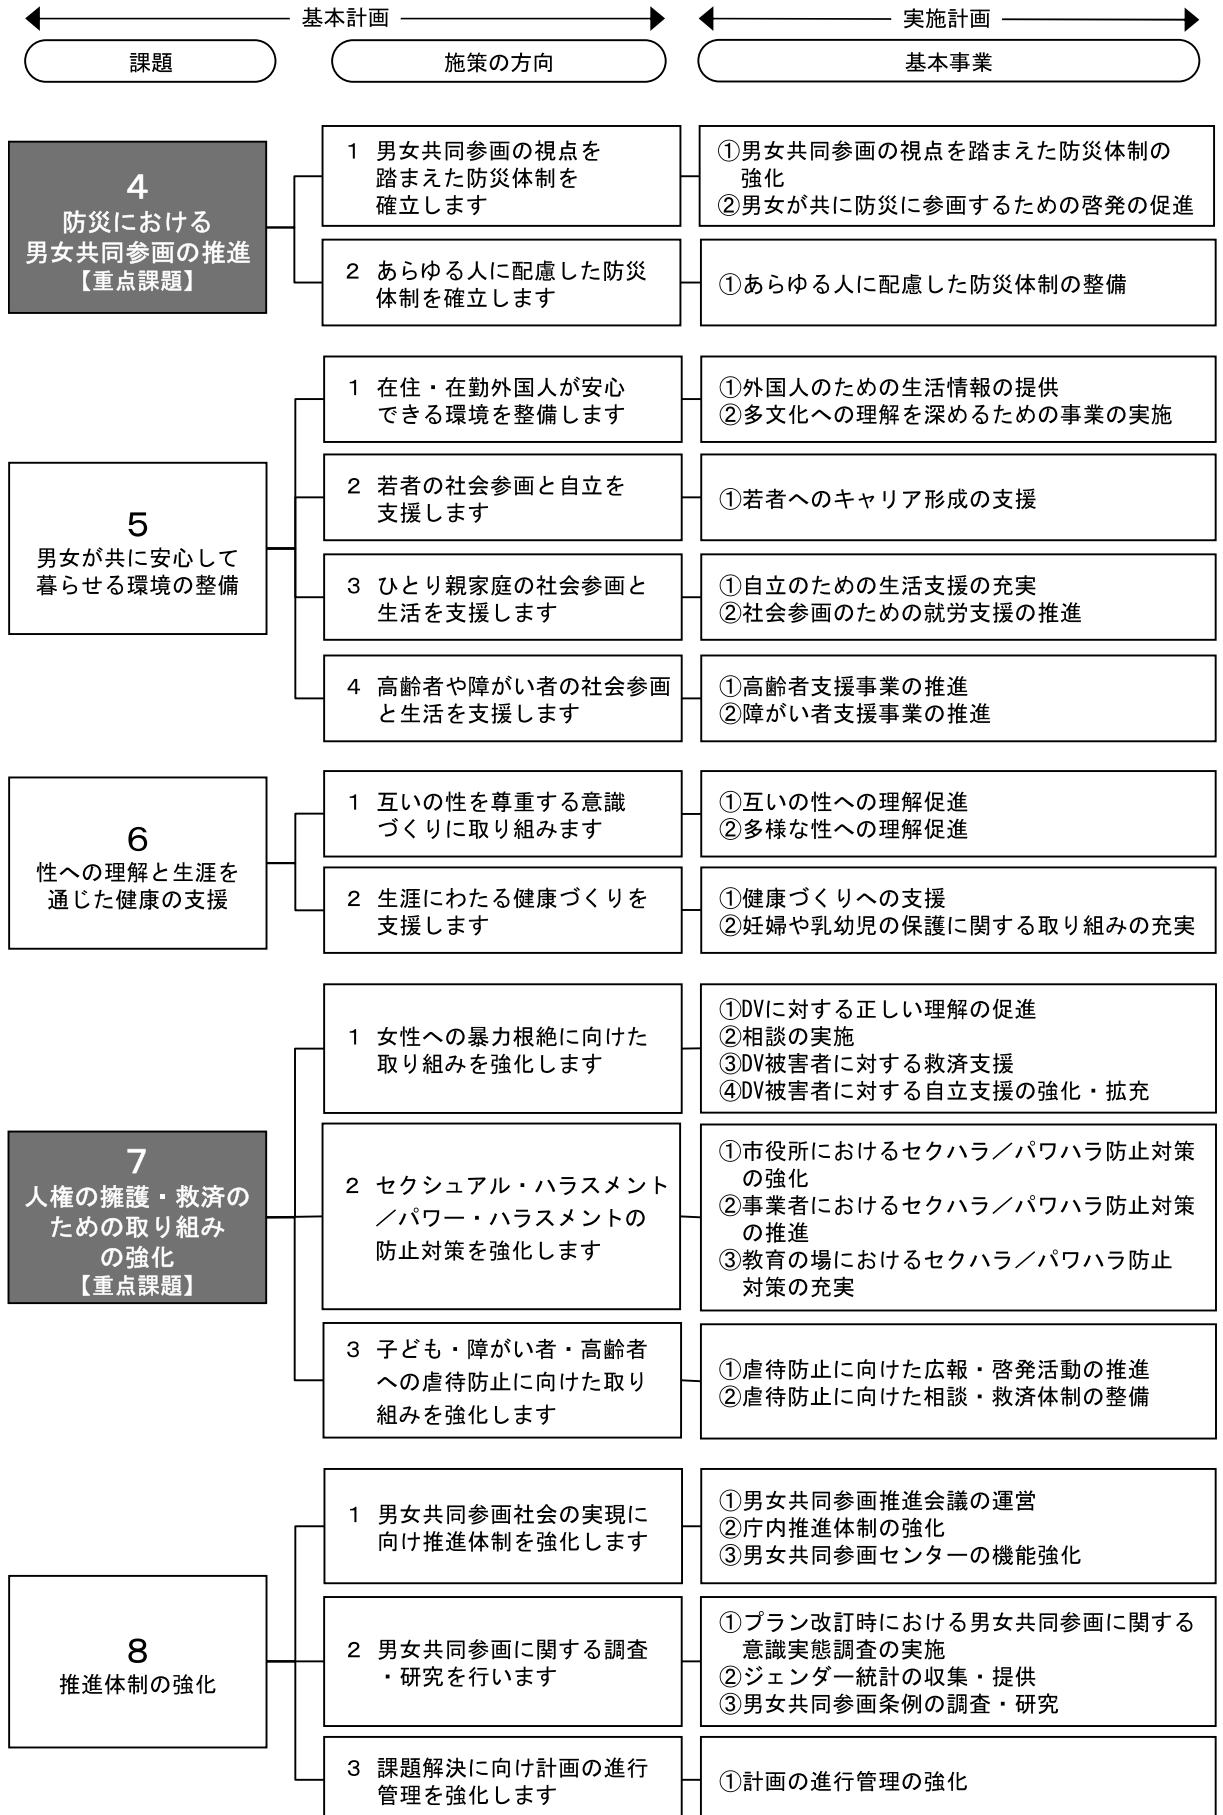 基本計画
実施計画
課題
施策の方向
基本事業
4
防災における
男女共同参画の推進
【重点課題】
1 男女共同参画の視点を
踏まえた防災体制を
確立します
①男女共同参画の視点を踏まえた防災体制の
強化
②男女が共に防災に参画するための啓発の促進
2 あらゆる人に配慮した防災
体制を確立します
①あらゆる人に配慮した防災体制の整備
5
男女が共に安心して
暮らせる環境の整備
1 在住・在勤外国人が安心
できる環境を整備します
①外国人のための生活情報の提供
②多文化への理解を深めるための事業の実施
2 若者の社会参画と自立を
支援します
①若者へのキャリア形成の支援
3 ひとり親家庭の社会参画と
生活を支援します
①自立のための生活支援の充実
②社会参画のための就労支援の推進
4 高齢者や障がい者の社会参画
と生活を支援します
①高齢者支援事業の推進
②障がい者支援事業の推進
6
性への理解と生涯を
通じた健康の支援
1 互いの性を尊重する意識
づくりに取り組みます
①互いの性への理解促進
②多様な性への理解促進
2 生涯にわたる健康づくりを
支援します
①健康づくりへの支援
②妊婦や乳幼児の保護に関する取り組みの充実
7
人権の擁護・救済の
ための取り組み
の強化
【重点課題】
1 女性への暴力根絶に向けた
取り組みを強化します
①DVに対する正しい理解の促進
②相談の実施
③DV被害者に対する救済支援
④DV被害者に対する自立支援の強化・拡充
2 セクシュアル・ハラスメント
／パワー・ハラスメントの
防止対策を強化します
①市役所におけるセクハラ／パワハラ防止対策
の強化
②事業者におけるセクハラ／パワハラ防止対策
の推進
③教育の場におけるセクハラ／パワハラ防止
対策の充実
3 子ども・障がい者・高齢者
への虐待防止に向けた取り
組みを強化します
①虐待防止に向けた広報・啓発活動の推進
②虐待防止に向けた相談・救済体制の整備
8
推進体制の強化
1 男女共同参画社会の実現に
向け推進体制を強化します
①男女共同参画推進会議の運営
②庁内推進体制の強化
③男女共同参画センターの機能強化
2 男女共同参画に関する調査
・研究を行います
①プラン改訂時における男女共同参画に関する
意識実態調査の実施
②ジェンダー統計の収集・提供
③男女共同参画条例の調査・研究
3 課題解決に向け計画の進行
管理を強化します
①計画の進行管理の強化